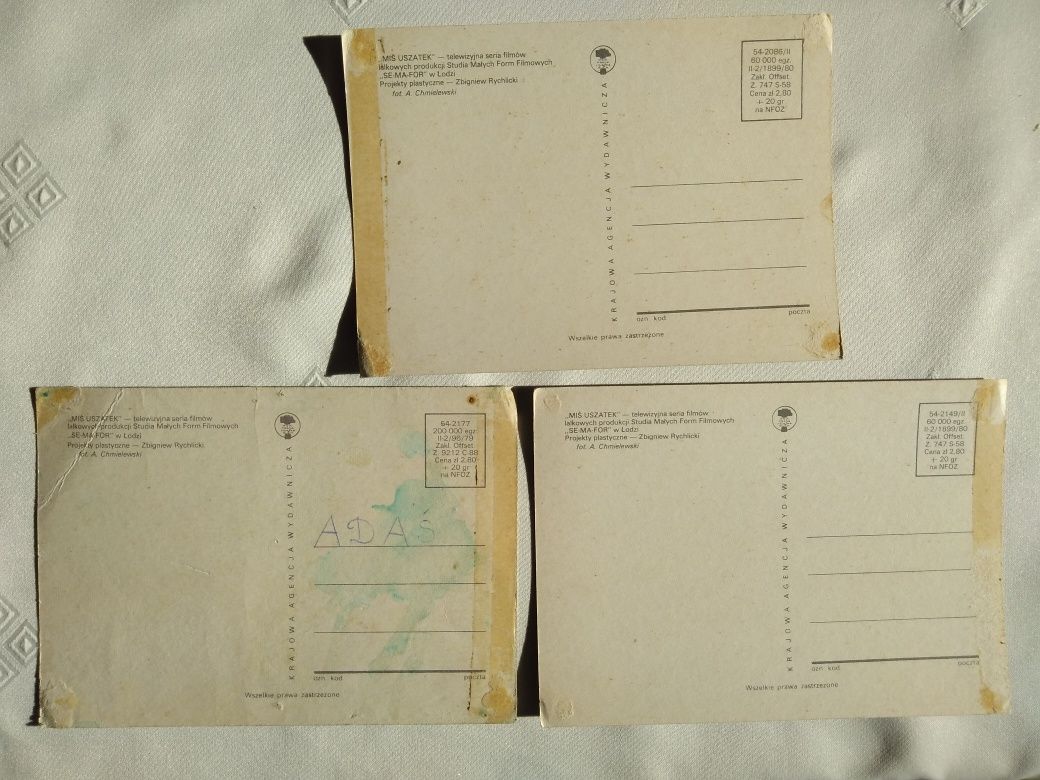 „MIŚ USZATEK" — telewizyjna seria filmów
lalkowych produkcji Studia Małych Form Filmowych
„SE-MA-FOR" w Łodzi
Projekty plastyczne — Zbigniew Rychlicki
fot. A. Chmielewski
KRAJOWA AGENCJA WYDAWNICZA
54-2086/II
60 000 egz.
II-2/1899/80
Zakł. Offset.
Z. 747 S-58
Cena zł 2,80
+ 20 gr
na NFOZ
ozn. kod.
poczta
Wszelkie prawa zastrzeżone
„MIŚ USZATEK" — telewizyjna seria filmów
lalkowych produkcji Studia Małych Form Filmowych
„SE-MA-FOR" w Łodzi
Projekty plastyczne — Zbigniew Rychlicki
fot. A. Chmielewski
KRAJOWA AGENCJA WYDAWNICZA
54-2177
200 000 egz.
II-2/96/79
Zakł. Offset.
Z. 9212 C-88
Cena zł 2,80
+ 20 gr
na NFOZ
ADAŚ
ozn. kod.
poczta
Wszelkie prawa zastrzeżone
„MIŚ USZATEK" — telewizyjna seria filmów
lalkowych produkcji Studia Małych Form Filmowych
„SE-MA-FOR" w Łodzi
Projekty plastyczne — Zbigniew Rychlicki
fot. A. Chmielewski
KRAJOWA AGENCJA WYDAWNICZA
54-2149/II
60 000 egz.
II-2/1899/80
Zakł. Offset.
Z. 747 S-58
Cena zł 2,80
+ 20 gr
na NFOZ
ozn. kod.
poczta
Wszelkie prawa zastrzeżone